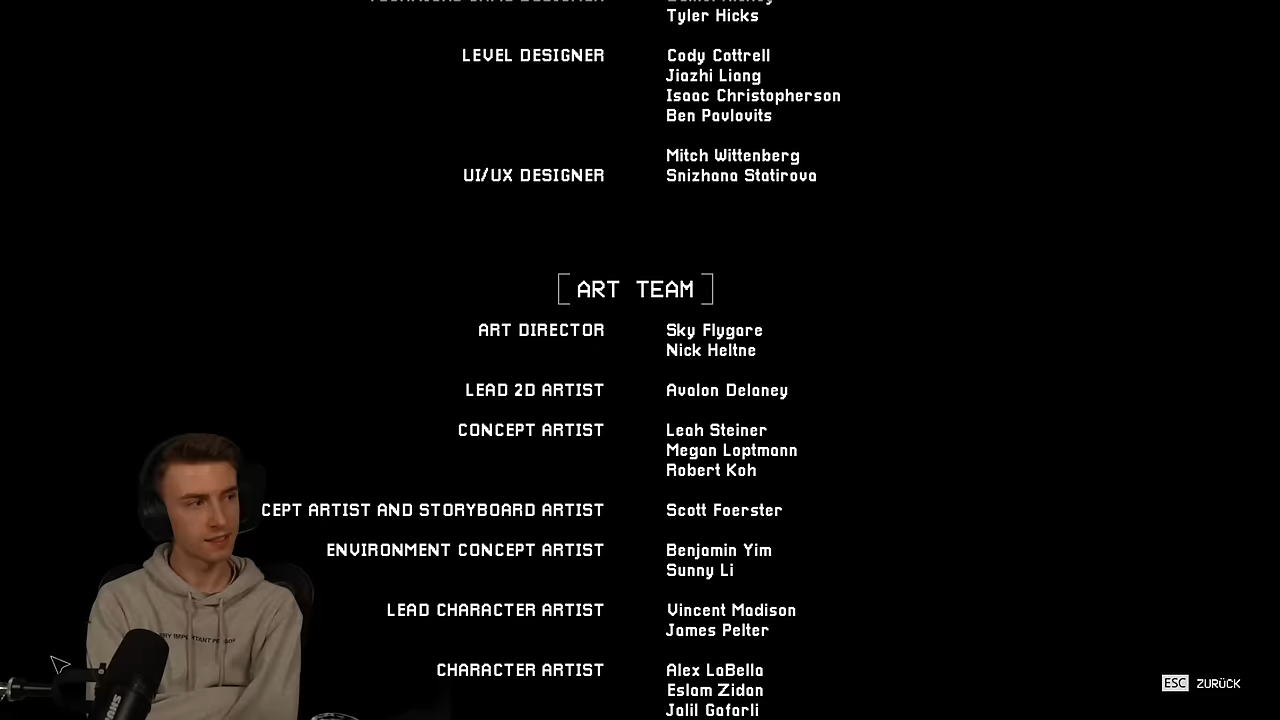 Tyler Hicks
LEVEL DESIGNER Cody Cottrell
Jiazhi Liang
Isaac Christopherson
Ben Pavlovits
Mitch Wittenberg
UI/UX DESIGNER Snizhana Statirova
ART TEAM
ART DIRECTOR Sky Flygare
Nick Heltne
LEAD 2D ARTIST Avalon Delaney
CONCEPT ARTIST Leah Steiner
Megan Loptmann
Robert Koh
CEPT ARTIST AND STORYBOARD ARTIST Scott Foerster
ENVIRONMENT CONCEPT ARTIST Benjamin Yim
Sunny Li
LEAD CHARACTER ARTIST Vincent Madison
James Pelter
CHARACTER ARTIST Alex LaBella
Eslam Zidan
Jalil Gafarli
ESC ZURÜCK